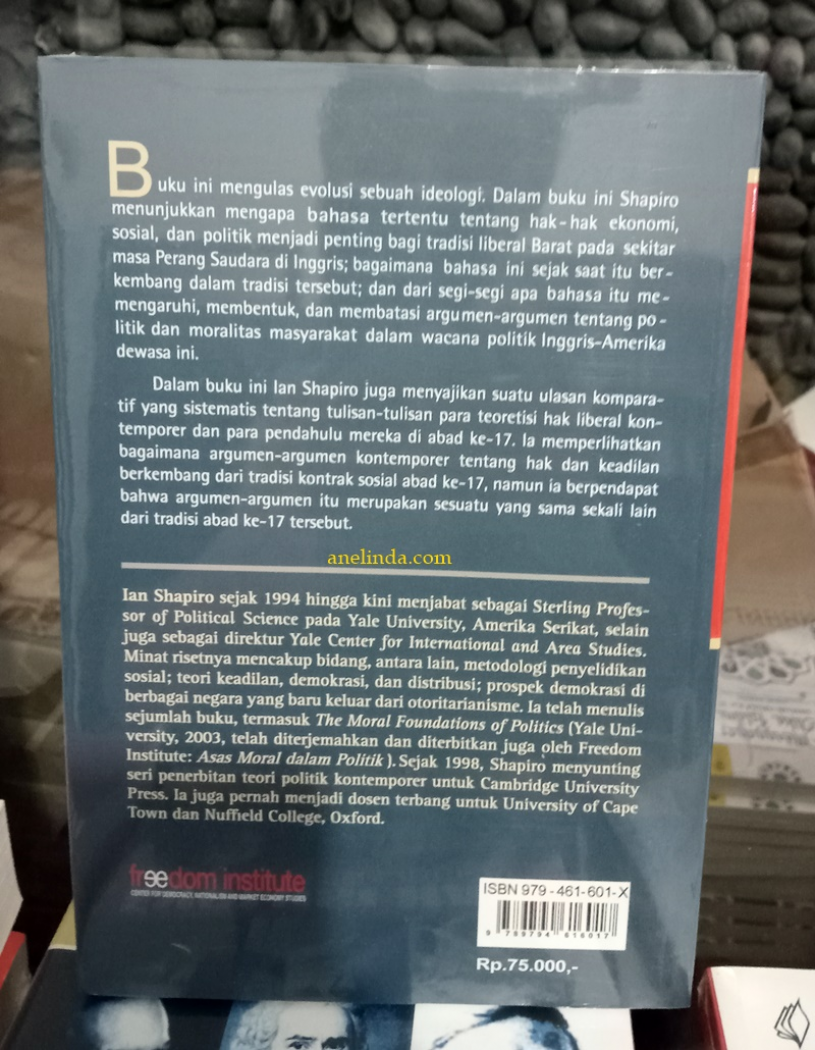 Buku ini mengulas evolusi sebuah ideologi. Dalam buku ini Shapiro
menunjukkan mengapa bahasa tertentu tentang hak-hak ekonomi,
sosial, dan politik menjadi penting bagi tradisi liberal Barat pada sekitar
masa Perang Saudara di Inggris; bagaimana bahasa ini sejak saat itu ber-
kembang dalam tradisi tersebut; dan dari segi-segi apa bahasa itu me-
mengaruhi, membentuk, dan membatasi argumen-argumen tentang po-
litik dan moralitas masyarakat dalam wacana politik Inggris-Amerika
dewasa ini.
Dalam buku ini Ian Shapiro juga menyajikan suatu ulasan kompara-
tif yang sistematis tentang tulisan-tulisan para teoretisi hak liberal kon-
temporer dan para pendahulu mereka di abad ke-17. Ia memperlihatkan
bagaimana argumen-argumen kontemporer tentang hak dan keadilan
berkembang dari tradisi kontrak sosial abad ke-17, namun ia berpendapat
bahwa argumen-argumen itu merupakan sesuatu yang sama sekali lain
dari tradisi abad ke-17 tersebut.
anelinda.com
Ian Shapiro sejak 1994 hingga kini menjabat sebagai Sterling Profes-
sor of Political Science pada Yale University, Amerika Serikat, selain
juga sebagai direktur Yale Center for International and Area Studies.
Minat risetnya mencakup bidang, antara lain, metodologi penyelidikan
sosial; teori keadilan, demokrasi, dan distribusi; prospek demokrasi di
berbagai negara yang baru keluar dari otoritarianisme. Ia telah menulis
sejumlah buku, termasuk The Moral Foundations of Politics (Yale Uni-
versity, 2003, telah diterjemahkan dan diterbitkan juga oleh Freedom
Institute: Asas Moral dalam Politik). Sejak 1998, Shapiro menyunting
seri penerbitan teori politik kontemporer untuk Cambridge University
Press. Ia juga pernah menjadi dosen terbang untuk University of Cape
Town dan Nuffield College, Oxford.
freedom institute
CENTER FOR DEMOCRACY, NATIONALISM AND MARKET ECONOMY STUDIES
ISBN 979-461-601-X
9 789794 616017
Rp.75.000,-